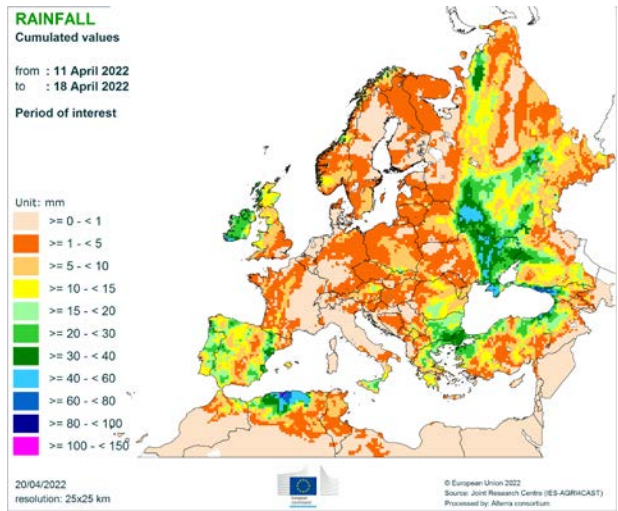 RAINFALL
Cumulated values
from : 11 April 2022
to : 18 April 2022
Period of interest
Unit: mm
>= 0 - < 1
>= 1 - < 5
>= 5 - < 10
>= 10 - < 15
>= 15 - < 20
>= 20 - < 30
>= 30 - < 40
>= 40 - < 60
>= 60 - < 80
>= 80 - < 100
>= 100 - < 150
20/04/2022
resolution: 25x25 km
European
Commission
© European Union 2022
Source: Joint Research Centre (IES-AGRI4CAST)
Processed by: Alterra consortium